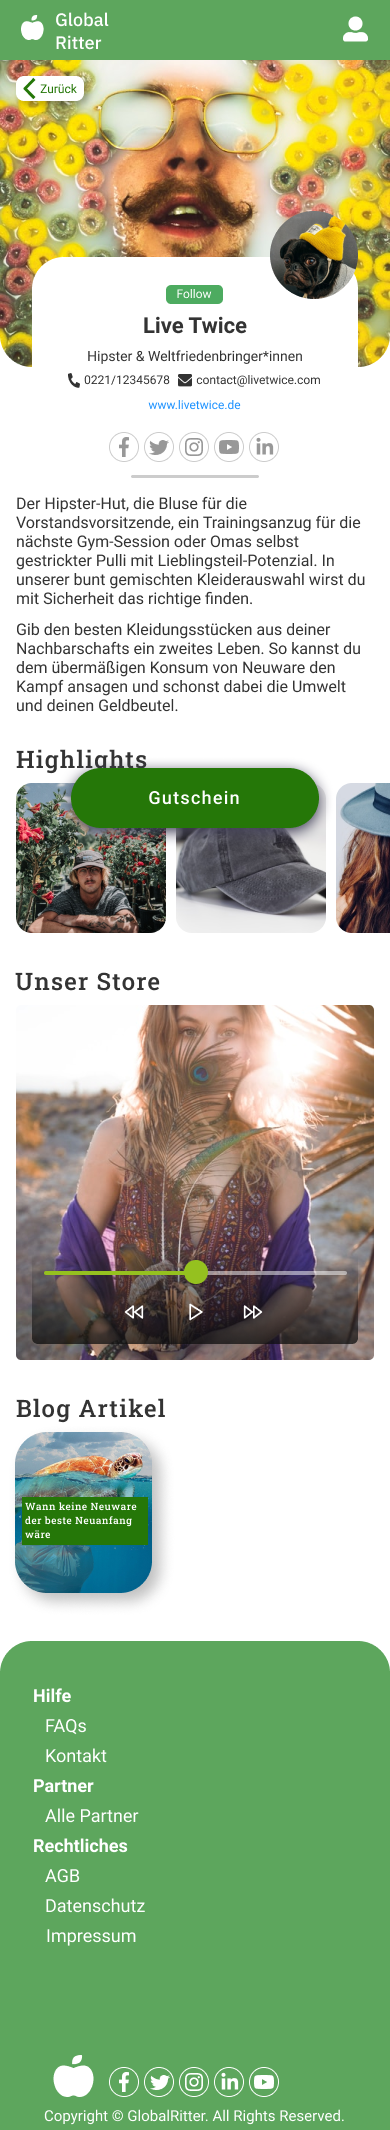 Global
Ritter
Zurück
Follow
Live Twice
Hipster & Weltfriedenbringer*innen
0221/12345678 contact@livetwice.com
www.livetwice.de
Der Hipster-Hut, die Bluse für die
Vorstandsvorsitzende, ein Trainingsanzug für die
nächste Gym-Session oder Omas selbst
gestrickter Pulli mit Lieblingsteil-Potenzial. In
unserer bunt gemischten Kleiderauswahl wirst du
mit Sicherheit das richtige finden.
Gib den besten Kleidungsstücken aus deiner
Nachbarschafts ein zweites Leben. So kannst du
dem übermäßigen Konsum von Neuware den
Kampf ansagen und schonst dabei die Umwelt
und deinen Geldbeutel.
Highlights
Gutschein
Unser Store
Blog Artikel
Wann keine Neuware
der beste Neuanfang
wäre
Hilfe
FAQs
Kontakt
Partner
Alle Partner
Rechtliches
AGB
Datenschutz
Impressum
Copyright © GlobalRitter. All Rights Reserved.